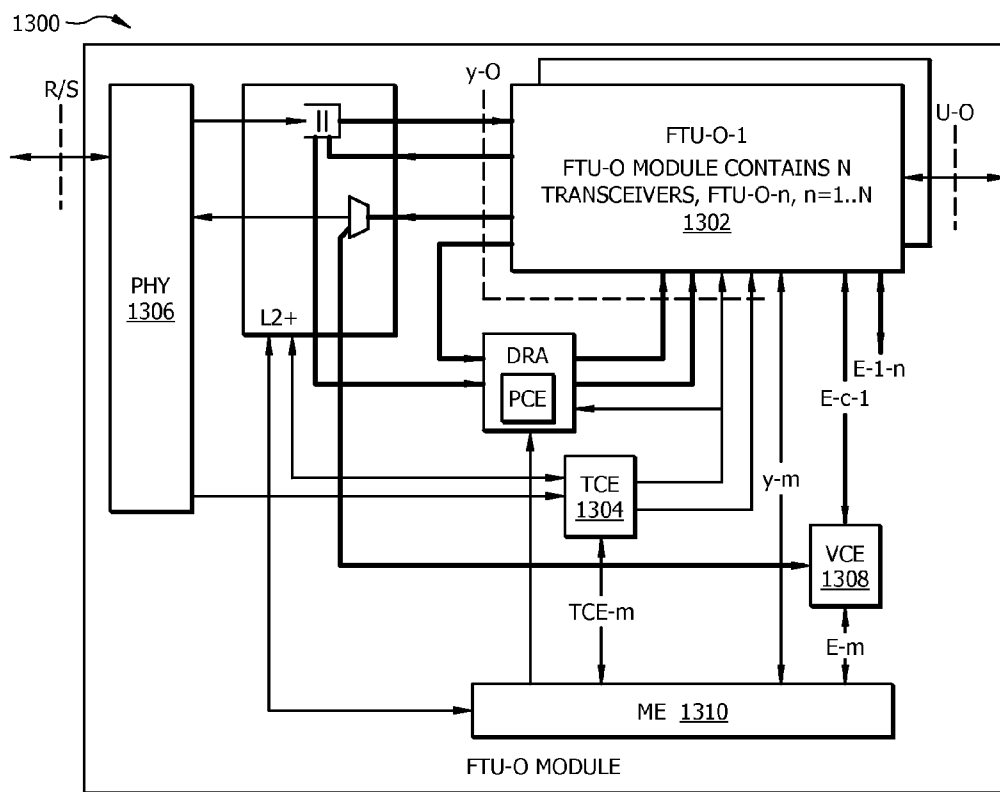 1300
R/S
y-O
U-O
FTU-O-1
FTU-O MODULE CONTAINS N
TRANSCEIVERS, FTU-O-n, n=1..N
1302
PHY
1306
L2+
DRA
PCE
E-1-n
E-c-1
y-m
TCE
1304
VCE
1308
TCE-m
E-m
ME 1310
FTU-O MODULE